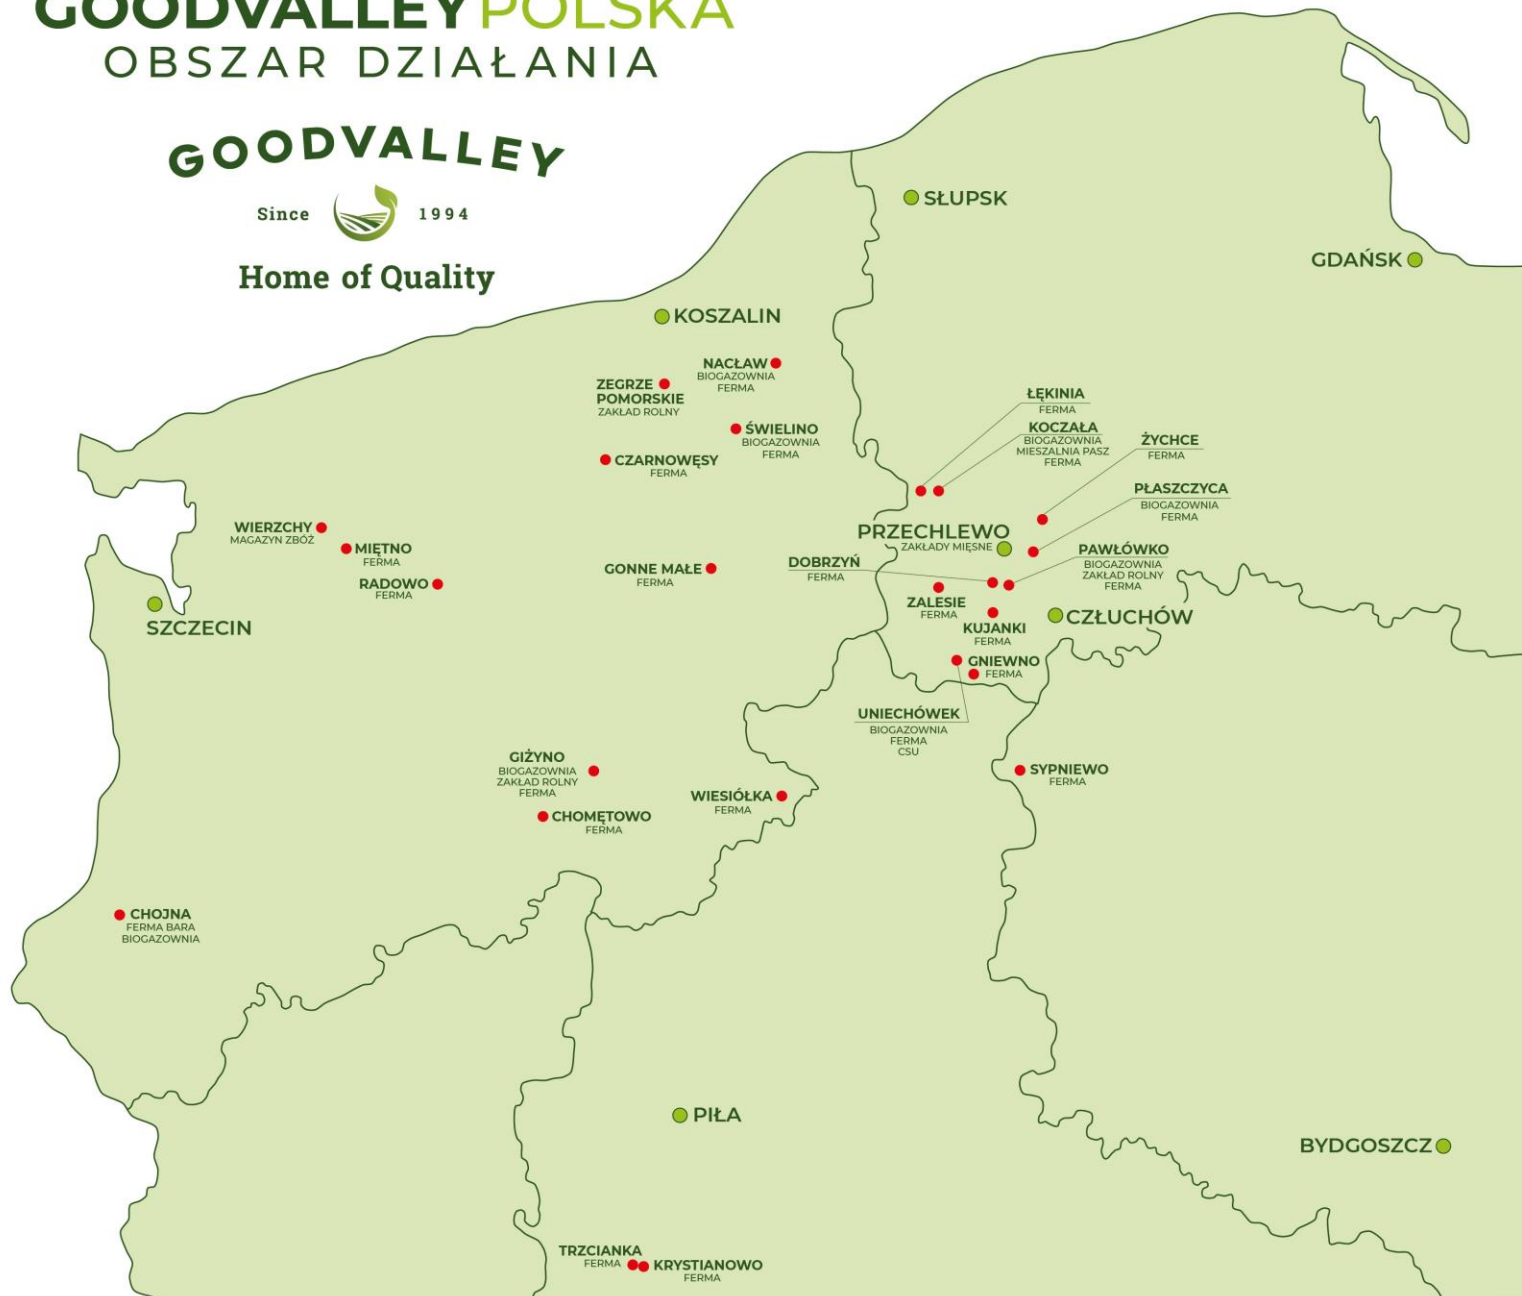 GOODVALLEY POLSKA
OBSZAR DZIAŁANIA
GOODVALLEY
Since 1994
Home of Quality
SŁUPSK
GDAŃSK
KOSZALIN
NACŁAW
BIOGAZOWNIA
FERMA
ZEGRZE
POMORSKIE
ZAKŁAD ROLNY
ŚWIELINO
BIOGAZOWNIA
FERMA
CZARNOWĘSY
FERMA
ŁĘKINIA
FERMA
KOCZAŁA
BIOGAZOWNIA
MIESZALNIA PASZ
FERMA
ŻYCHCE
FERMA
PŁASZCZYCA
BIOGAZOWNIA
FERMA
WIERZCHY
MAGAZYN ZBÓŻ
MIĘTNO
FERMA
RADOWO
FERMA
GONNE MAŁE
FERMA
PRZECHLEWO
ZAKŁADY MIĘSNE
DOBRZYŃ
FERMA
PAWŁÓWKO
BIOGAZOWNIA
ZAKŁAD ROLNY
FERMA
ZALESIE
FERMA
KUJANKI
FERMA
CZŁUCHÓW
SZCZECIN
GNIEWNO
FERMA
UNIECHÓWEK
BIOGAZOWNIA
FERMA
CSU
GIŻYNO
BIOGAZOWNIA
ZAKŁAD ROLNY
FERMA
CHOMĘTOWO
FERMA
WIESIÓŁKA
FERMA
SYPNIEWO
FERMA
CHOJNA
FERMA BARA
BIOGAZOWNIA
PIŁA
BYDGOSZCZ
TRZCIANKA
FERMA
KRYSTIANOWO
FERMA